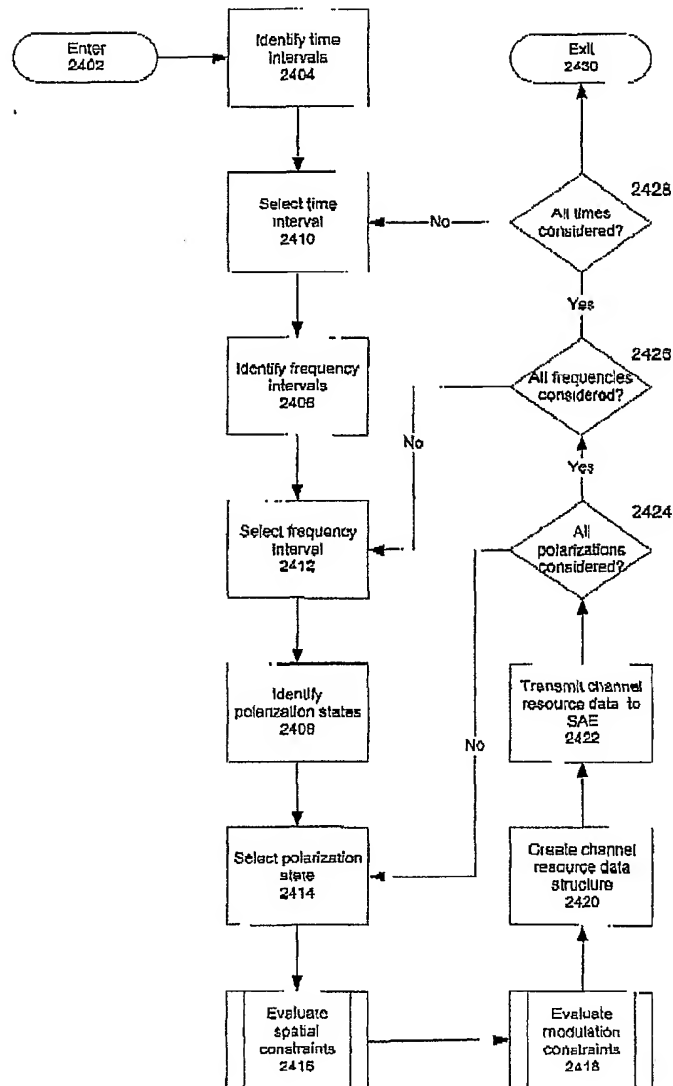 Enter
2402
Identify time
intervals
2404
Exit
2430
Select time
interval
2410
No
All times
considered?
2428
Yes
Identify frequency
intervals
2406
No
All frequencies
considered?
2426
Yes
Select frequency
interval
2412
All
polarizations
considered?
2424
Identify
polarization states
2408
No
Transmit channel
resource data to
SAE
2422
Select polarization
state
2414
Create channel
resource data
structure
2420
Evaluate
spatial
constraints
2416
Evaluate
modulation
constraints
2418